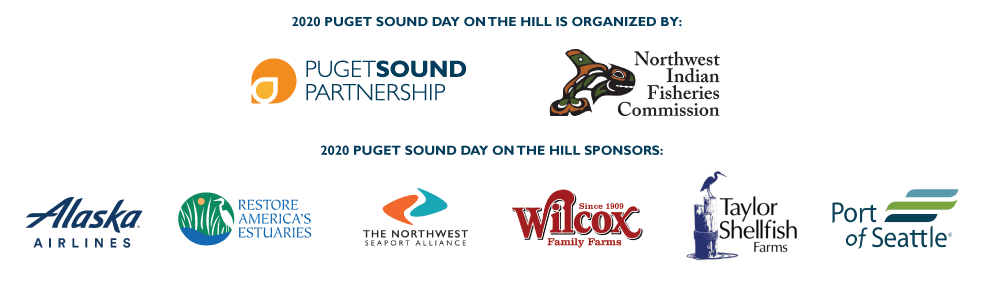 2020 PUGET SOUND DAY ON THE HILL IS ORGANIZED BY:
PUGETSOUND
PARTNERSHIP
Northwest
Indian
Fisheries
Commission
2020 PUGET SOUND DAY ON THE HILL SPONSORS:
Alaska
AIRLINES
RESTORE
AMERICA'S
ESTUARIES
THE NORTHWEST
SEAPORT ALLIANCE
Since 1909
Wilcox
Family Farms
Taylor
Shellfish
Farms
Port
of Seattle®